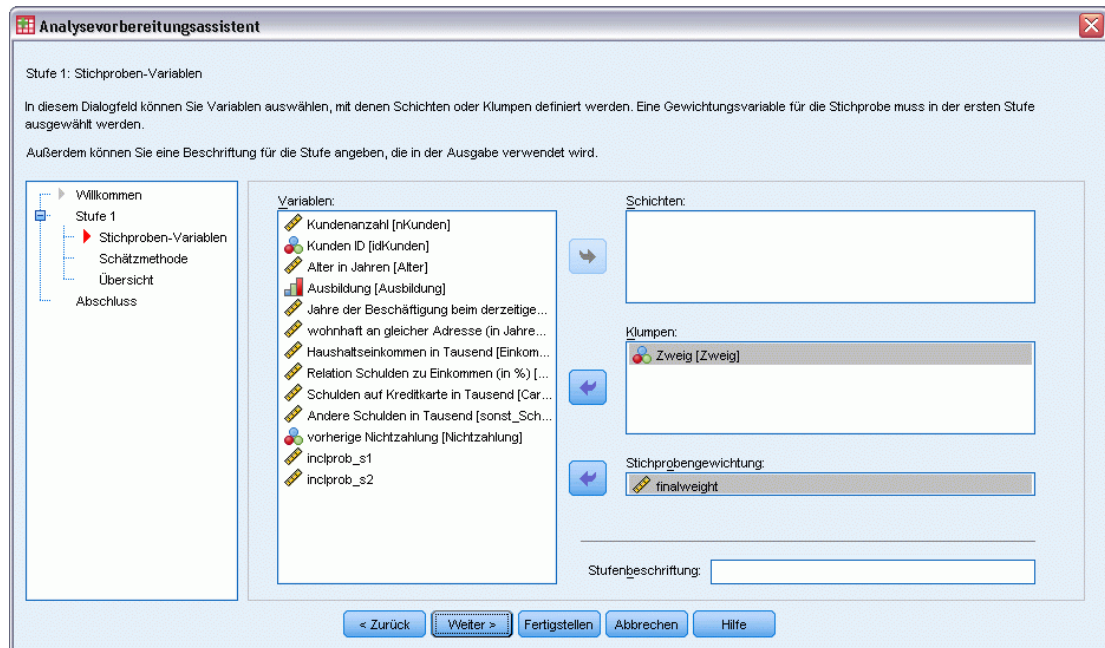 Analysevorbereitungsassistent
Stufe 1: Stichproben-Variablen
In diesem Dialogfeld können Sie Variablen auswählen, mit denen Schichten oder Klumpen definiert werden. Eine Gewichtungsvariable für die Stichprobe muss in der ersten Stufe
ausgewählt werden.
Außerdem können Sie eine Beschriftung für die Stufe angeben, die in der Ausgabe verwendet wird.
Willkommen
Stufe 1
Stichproben-Variablen
Schätzmethode
Übersicht
Abschluss
Variablen:
Kundenanzahl [nKunden]
Kunden ID [idKunden]
Alter in Jahren [Alter]
Ausbildung [Ausbildung]
Jahre der Beschäftigung beim derzeitige...
wohnhaft an gleicher Adresse (in Jahre...
Haushaltseinkommen in Tausend [Einkom...
Relation Schulden zu Einkommen (in %) [...
Schulden auf Kreditkarte in Tausend [Car...
Andere Schulden in Tausend [sonst_Sch...
vorherige Nichtzahlung [Nichtzahlung]
inclprob_s1
inclprob_s2
Schichten:
Klumpen:
Zweig [Zweig]
Stichprobengewichtung:
finalweight
Stufenbeschriftung:
< Zurück
Weiter >
Fertigstellen
Abbrechen
Hilfe